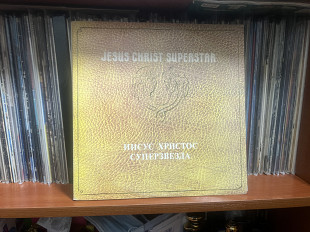 JESUS CHRIST SUPERSTAR
ИИСУС ХРИСТОС
СУПЕРЗВЕЗДА